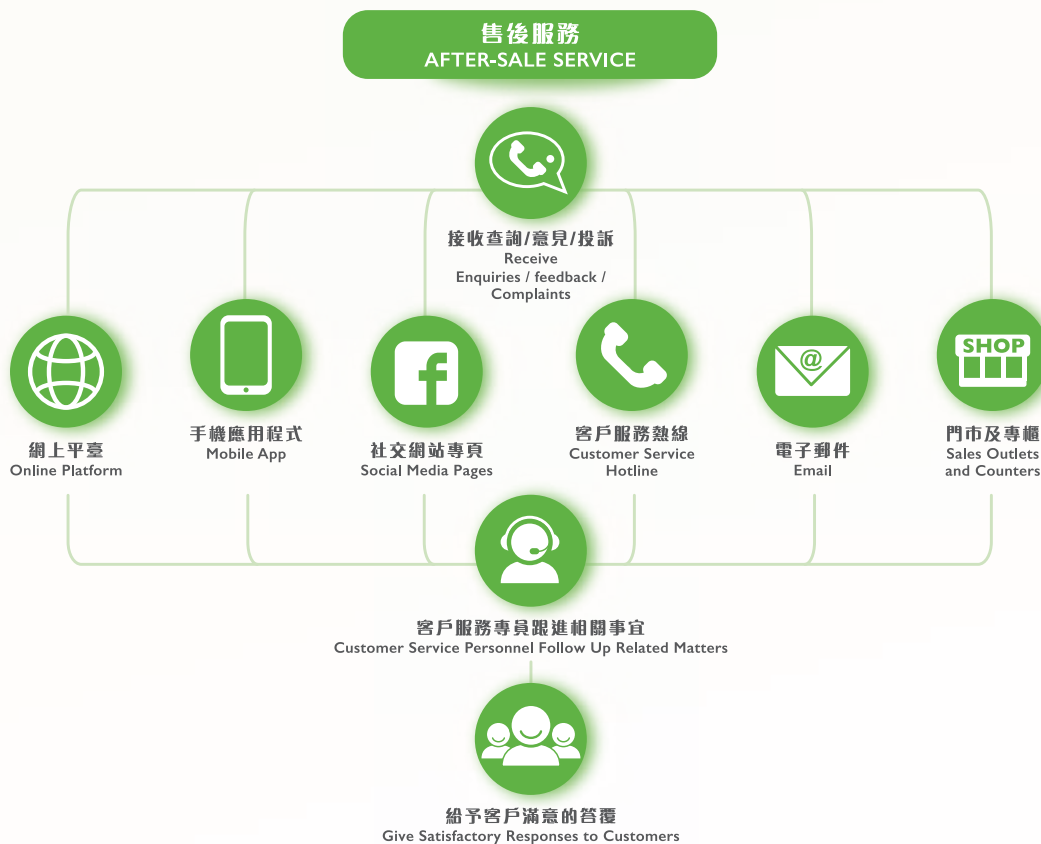 售後服務
AFTER-SALE SERVICE
接收查詢/意見/投訴
Receive
Enquiries / feedback /
Complaints
網上平臺
Online Platform
手機應用程式
Mobile App
社交網站專頁
Social Media Pages
客戶服務熱線
Customer Service
Hotline
@
電子郵件
Email
SHOP
門市及專櫃
Sales Outlets
and Counters
客戶服務專員跟進相關事宜
Customer Service Personnel Follow Up Related Matters
給予客戶滿意的答覆
Give Satisfactory Responses to Customers